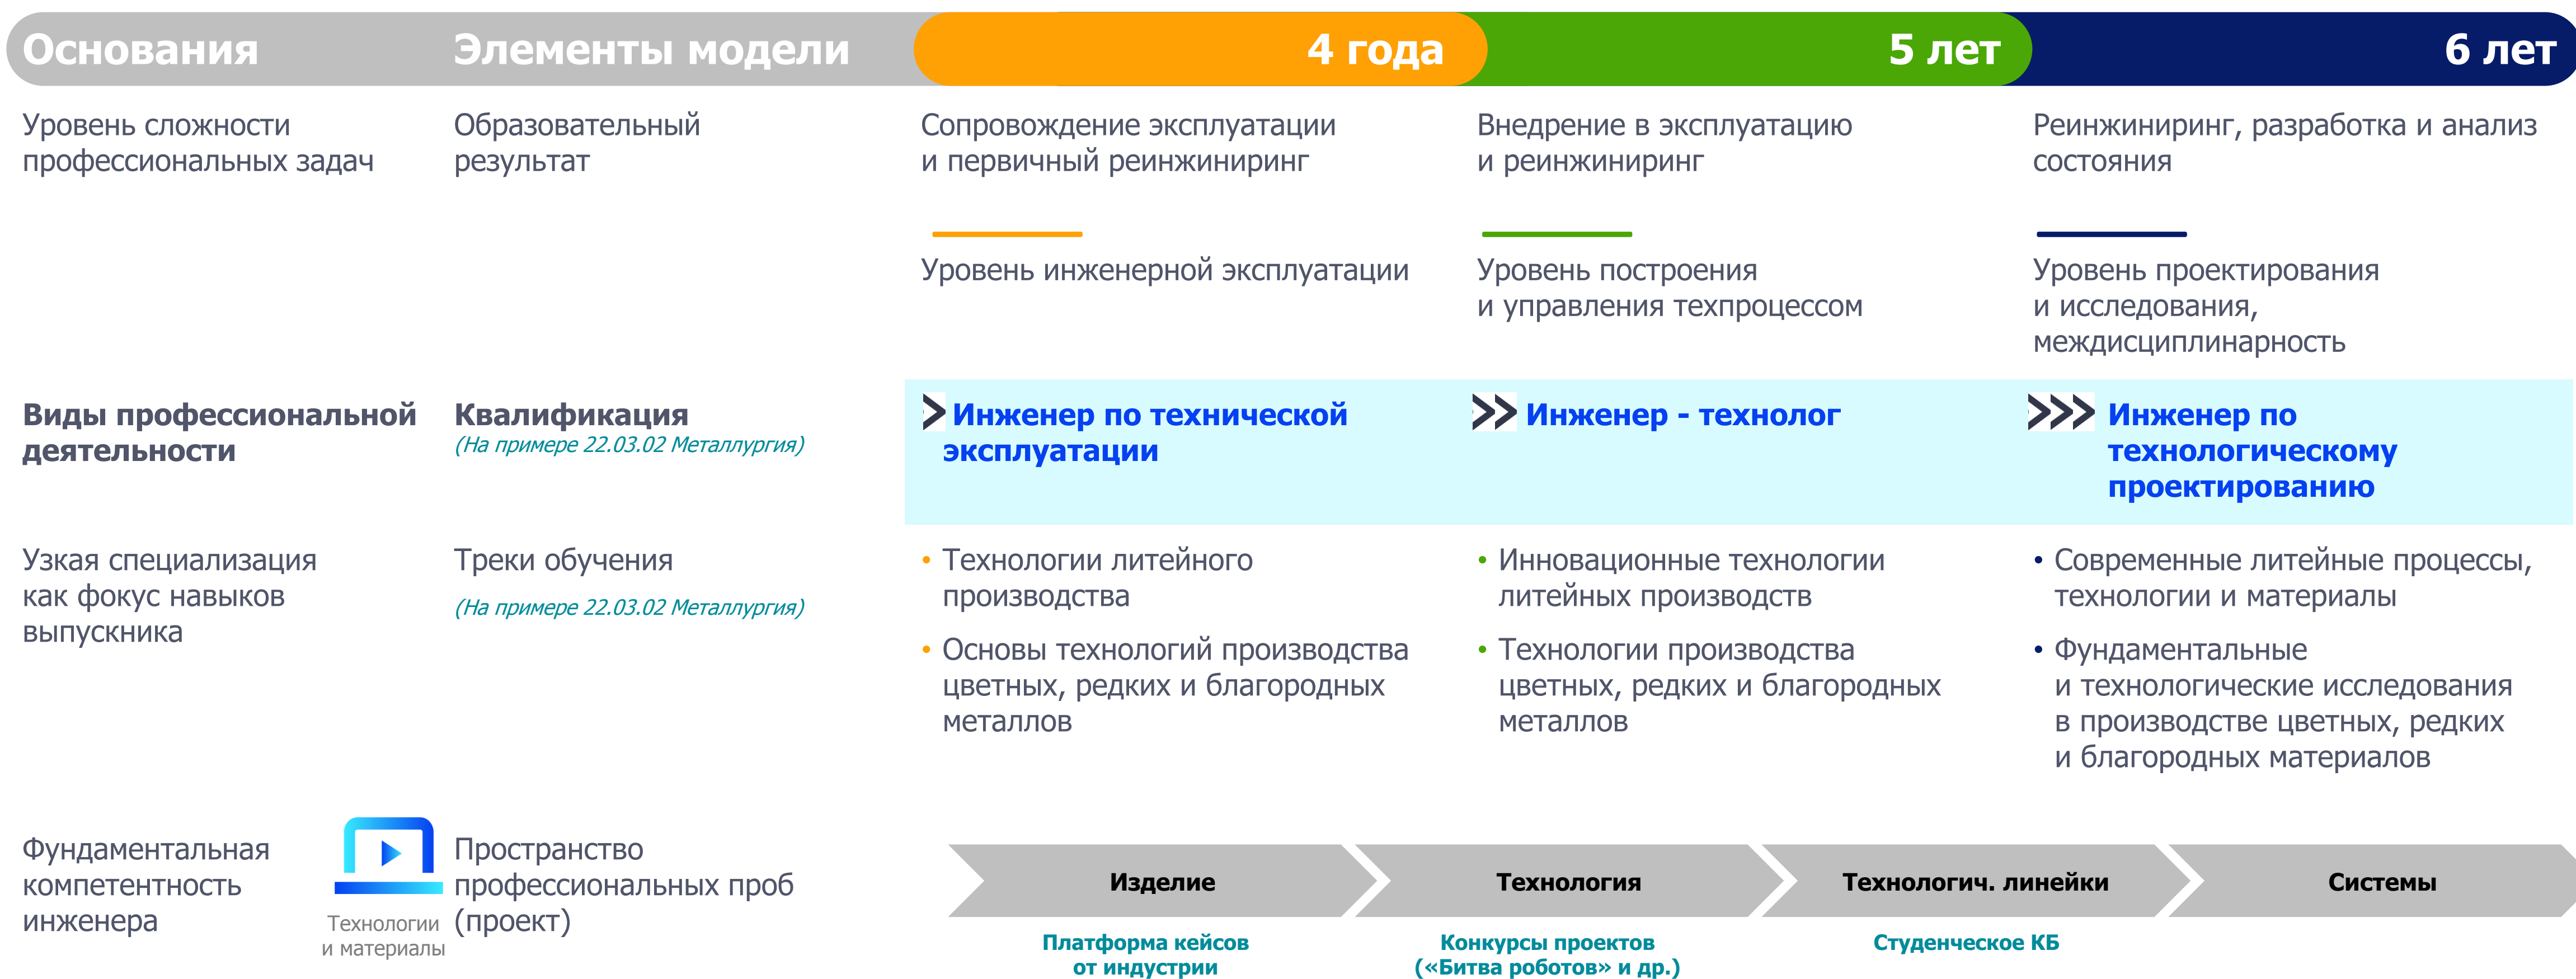 Основания
Элементы модели
4 года
5 лет
6 лет
Уровень сложности
профессиональных задач
Образовательный
результат
Сопровождение эксплуатации
и первичный реинжиниринг
Внедрение в эксплуатацию
и реинжиниринг
Реинжиниринг, разработка и анализ
состояния
Уровень инженерной эксплуатации
Уровень построения
и управления техпроцессом
Уровень проектирования
и исследования,
междисциплинарность
Виды профессиональной
деятельности
Квалификация
(На примере 22.03.02 Металлургия)
Инженер по технической
эксплуатации
Инженер - технолог
Инженер по
технологическому
проектированию
Узкая специализация
как фокус навыков
выпускника
Треки обучения
(На примере 22.03.02 Металлургия)
• Технологии литейного
производства
• Основы технологий производства
цветных, редких и благородных
металлов
• Инновационные технологии
литейных производств
• Технологии производства
цветных, редких и благородных
металлов
• Современные литейные процессы,
технологии и материалы
• Фундаментальные
и технологические исследования
в производстве цветных, редких
и благородных материалов
Фундаментальная
компетентность
инженера
Технологии
и материалы
Пространство
профессиональных проб
(проект)
Изделие
Технология
Технологич. линейки
Системы
Платформа кейсов
от индустрии
Конкурсы проектов
(«Битва роботов» и др.)
Студенческое КБ